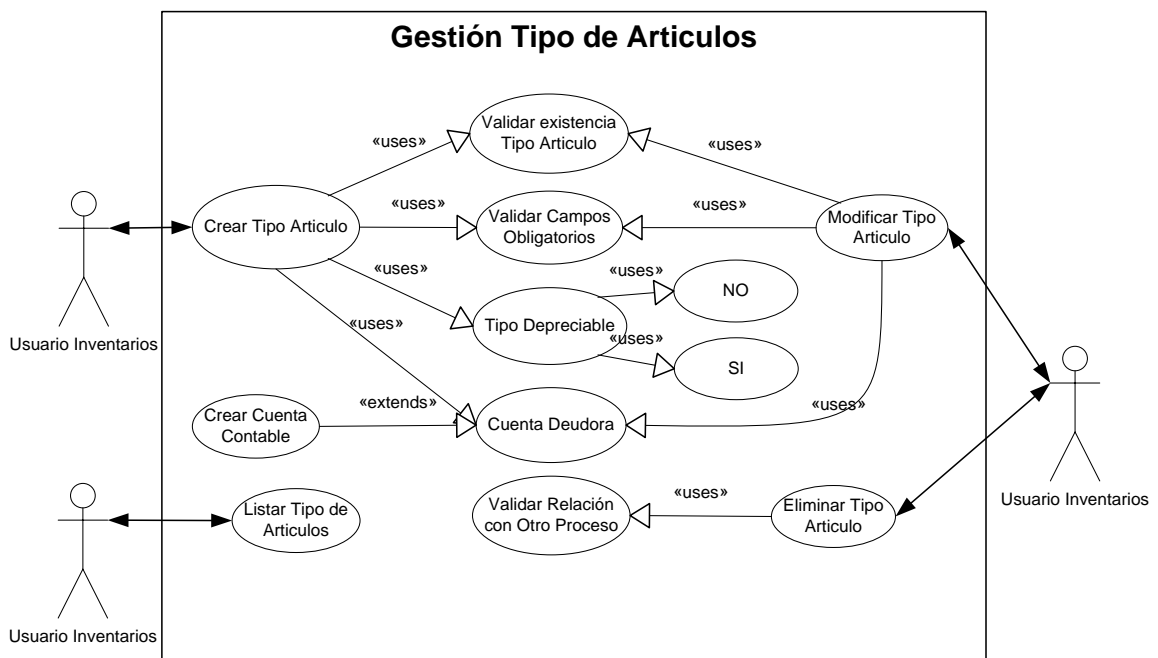 Gestión Tipo de Articulos
Validar existencia
Tipo Articulo
«uses»
«uses»
Crear Tipo Articulo
«uses»
Validar Campos
Obligatorios
«uses»
Modificar Tipo
Articulo
«uses»
«uses»
NO
Tipo Depreciable
Usuario Inventarios
«uses»
«uses»
SI
Crear Cuenta
Contable
«extends»
Cuenta Deudora
«uses»
Listar Tipo de
Articulos
Validar Relación
con Otro Proceso
«uses»
Eliminar Tipo
Articulo
Usuario Inventarios
Usuario Inventarios